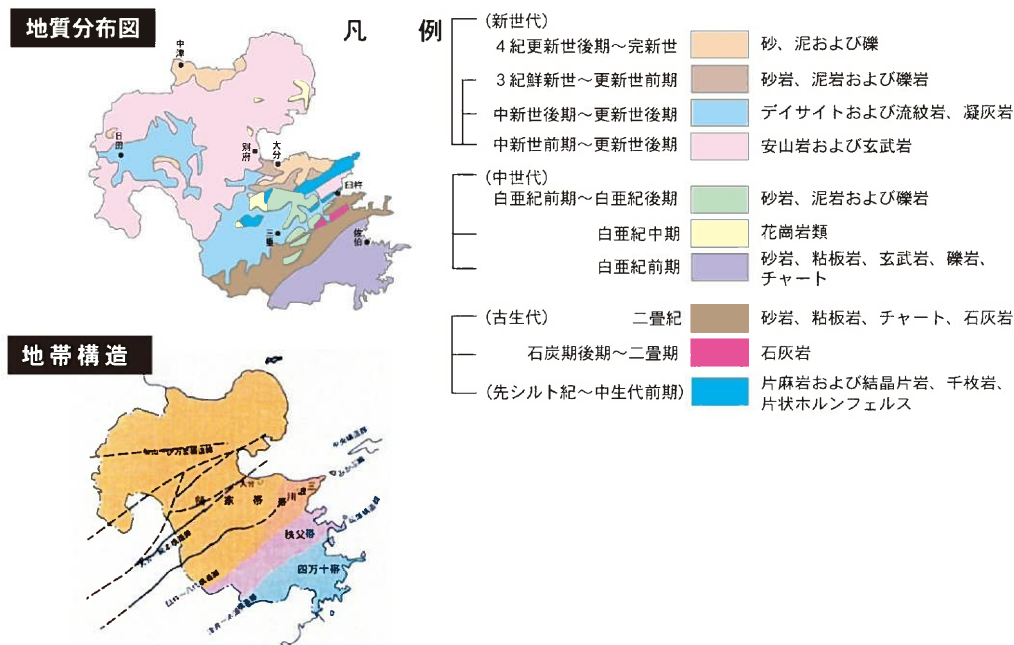 地質分布図
凡 例
中津
日田
別府
大分
臼杵
三重
佐伯
(新世代)
4紀更新世後期〜完新世
砂、泥および礫
3紀鮮新世〜更新世前期
砂岩、泥岩および礫岩
中新世後期〜更新世後期
デイサイトおよび流紋岩、凝灰岩
中新世前期〜更新世後期
安山岩および玄武岩
(中世代)
白亜紀前期〜白亜紀後期
砂岩、泥岩および礫岩
白亜紀中期
花崗岩類
白亜紀前期
砂岩、粘板岩、玄武岩、礫岩、
チャート
(古生代)
二畳紀
砂岩、粘板岩、チャート、石灰岩
石炭期後期〜二畳期
石灰岩
(先シルト紀〜中生代前期)
片麻岩および結晶片岩、千枚岩、
片状ホルンフェルス
地帯構造
中央構造線
大分
三波川帯
秩父帯
四万十帯